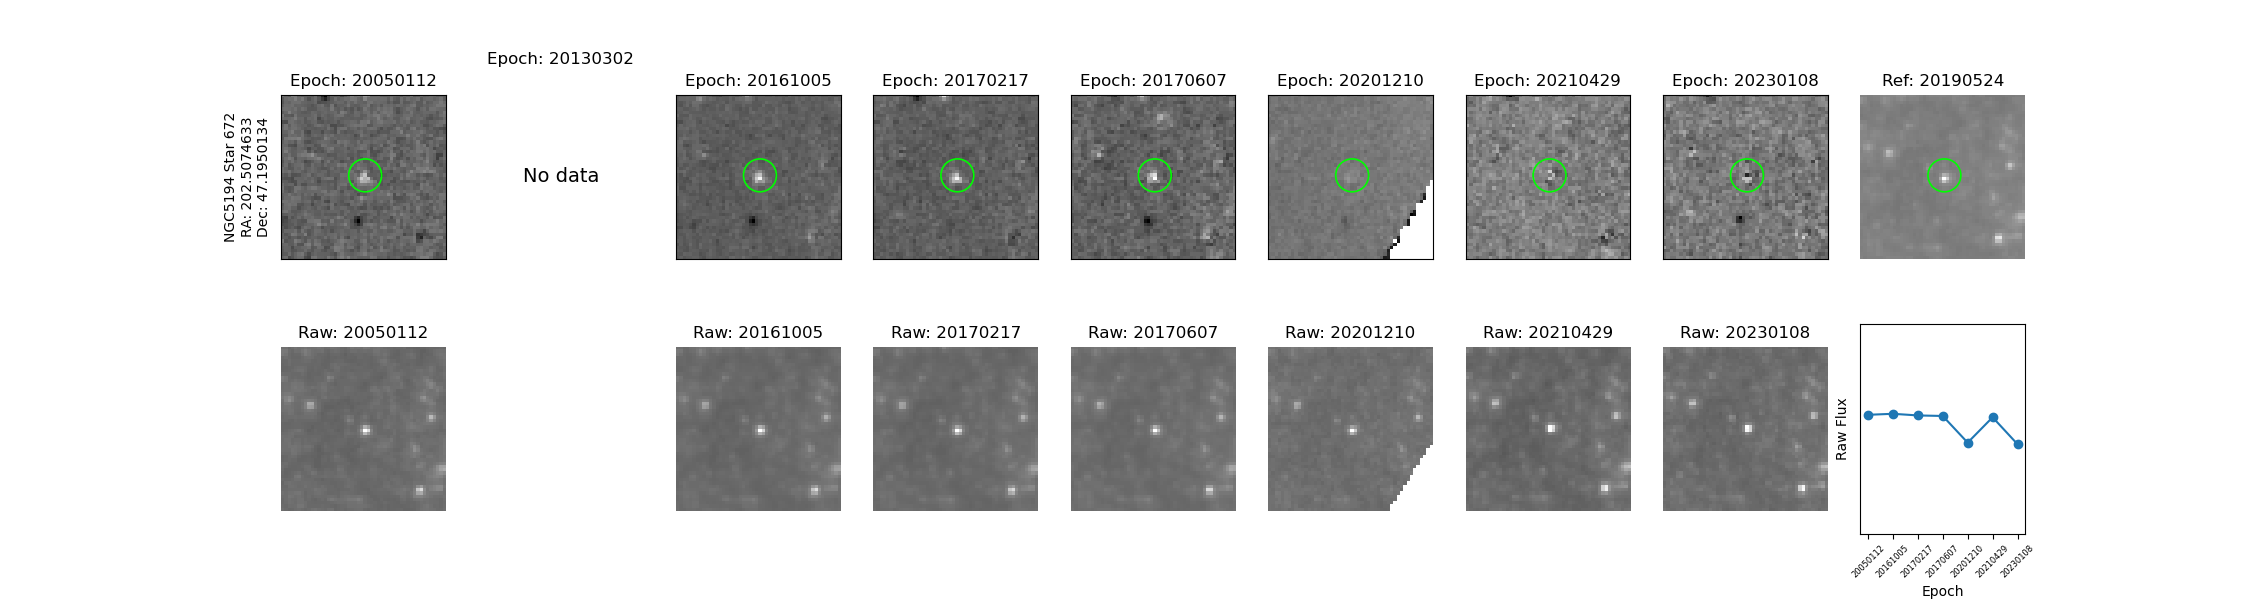 Epoch: 20130302
Epoch: 20050112
Epoch: 20161005
Epoch: 20170217
Epoch: 20170607
Epoch: 20201210
Epoch: 20210429
Epoch: 20230108
Ref: 20190524
NGC5194 Star 672
RA: 202.5074633
Dec: 47.1950134
No data
Raw: 20050112
Raw: 20161005
Raw: 20170217
Raw: 20170607
Raw: 20201210
Raw: 20210429
Raw: 20230108
Raw Flux
20050112
20161005
20170217
20170607
20201210
20210429
20230108
Epoch